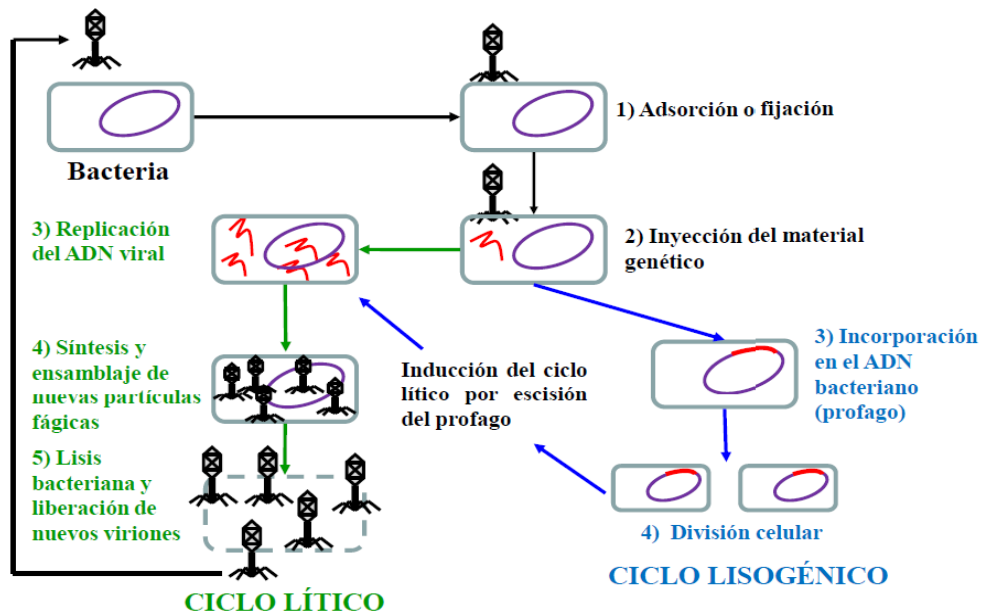 1) Adsorción o fijación
Bacteria
3) Replicación
del ADN viral
2) Inyección del material
genético
4) Síntesis y
ensamblaje de
nuevas partículas
fágicas
Inducción del ciclo
lítico por escisión
del profago
3) Incorporación
en el ADN
bacteriano
(profago)
5) Lisis
bacteriana y
liberación de
nuevos viriones
4) División celular
CICLO LISOGÉNICO
CICLO LÍTICO